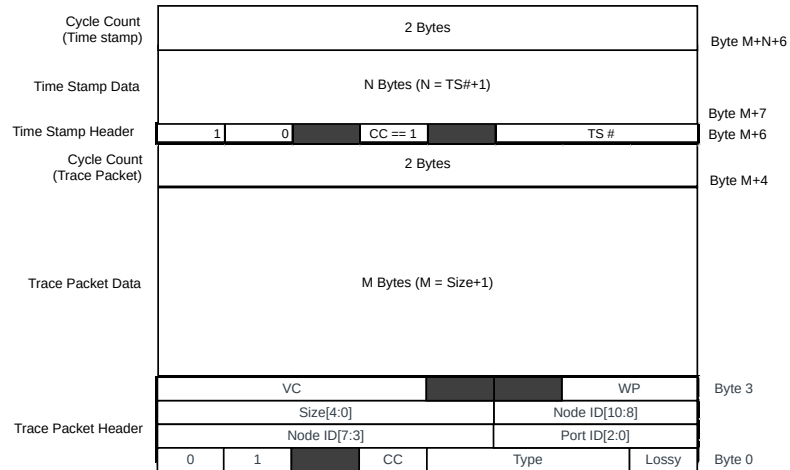 Cycle Count
(Time stamp)
2 Bytes
Byte M+N+6
Time Stamp Data
N Bytes (N = TS#+1)
Byte M+7
Time Stamp Header
1
0
CC == 1
TS #
Byte M+6
Cycle Count
(Trace Packet)
2 Bytes
Byte M+4
Trace Packet Data
M Bytes (M = Size+1)
VC
WP
Byte 3
Size[4:0]
Node ID[10:8]
Trace Packet Header
Node ID[7:3]
Port ID[2:0]
0
1
CC
Type
Lossy
Byte 0